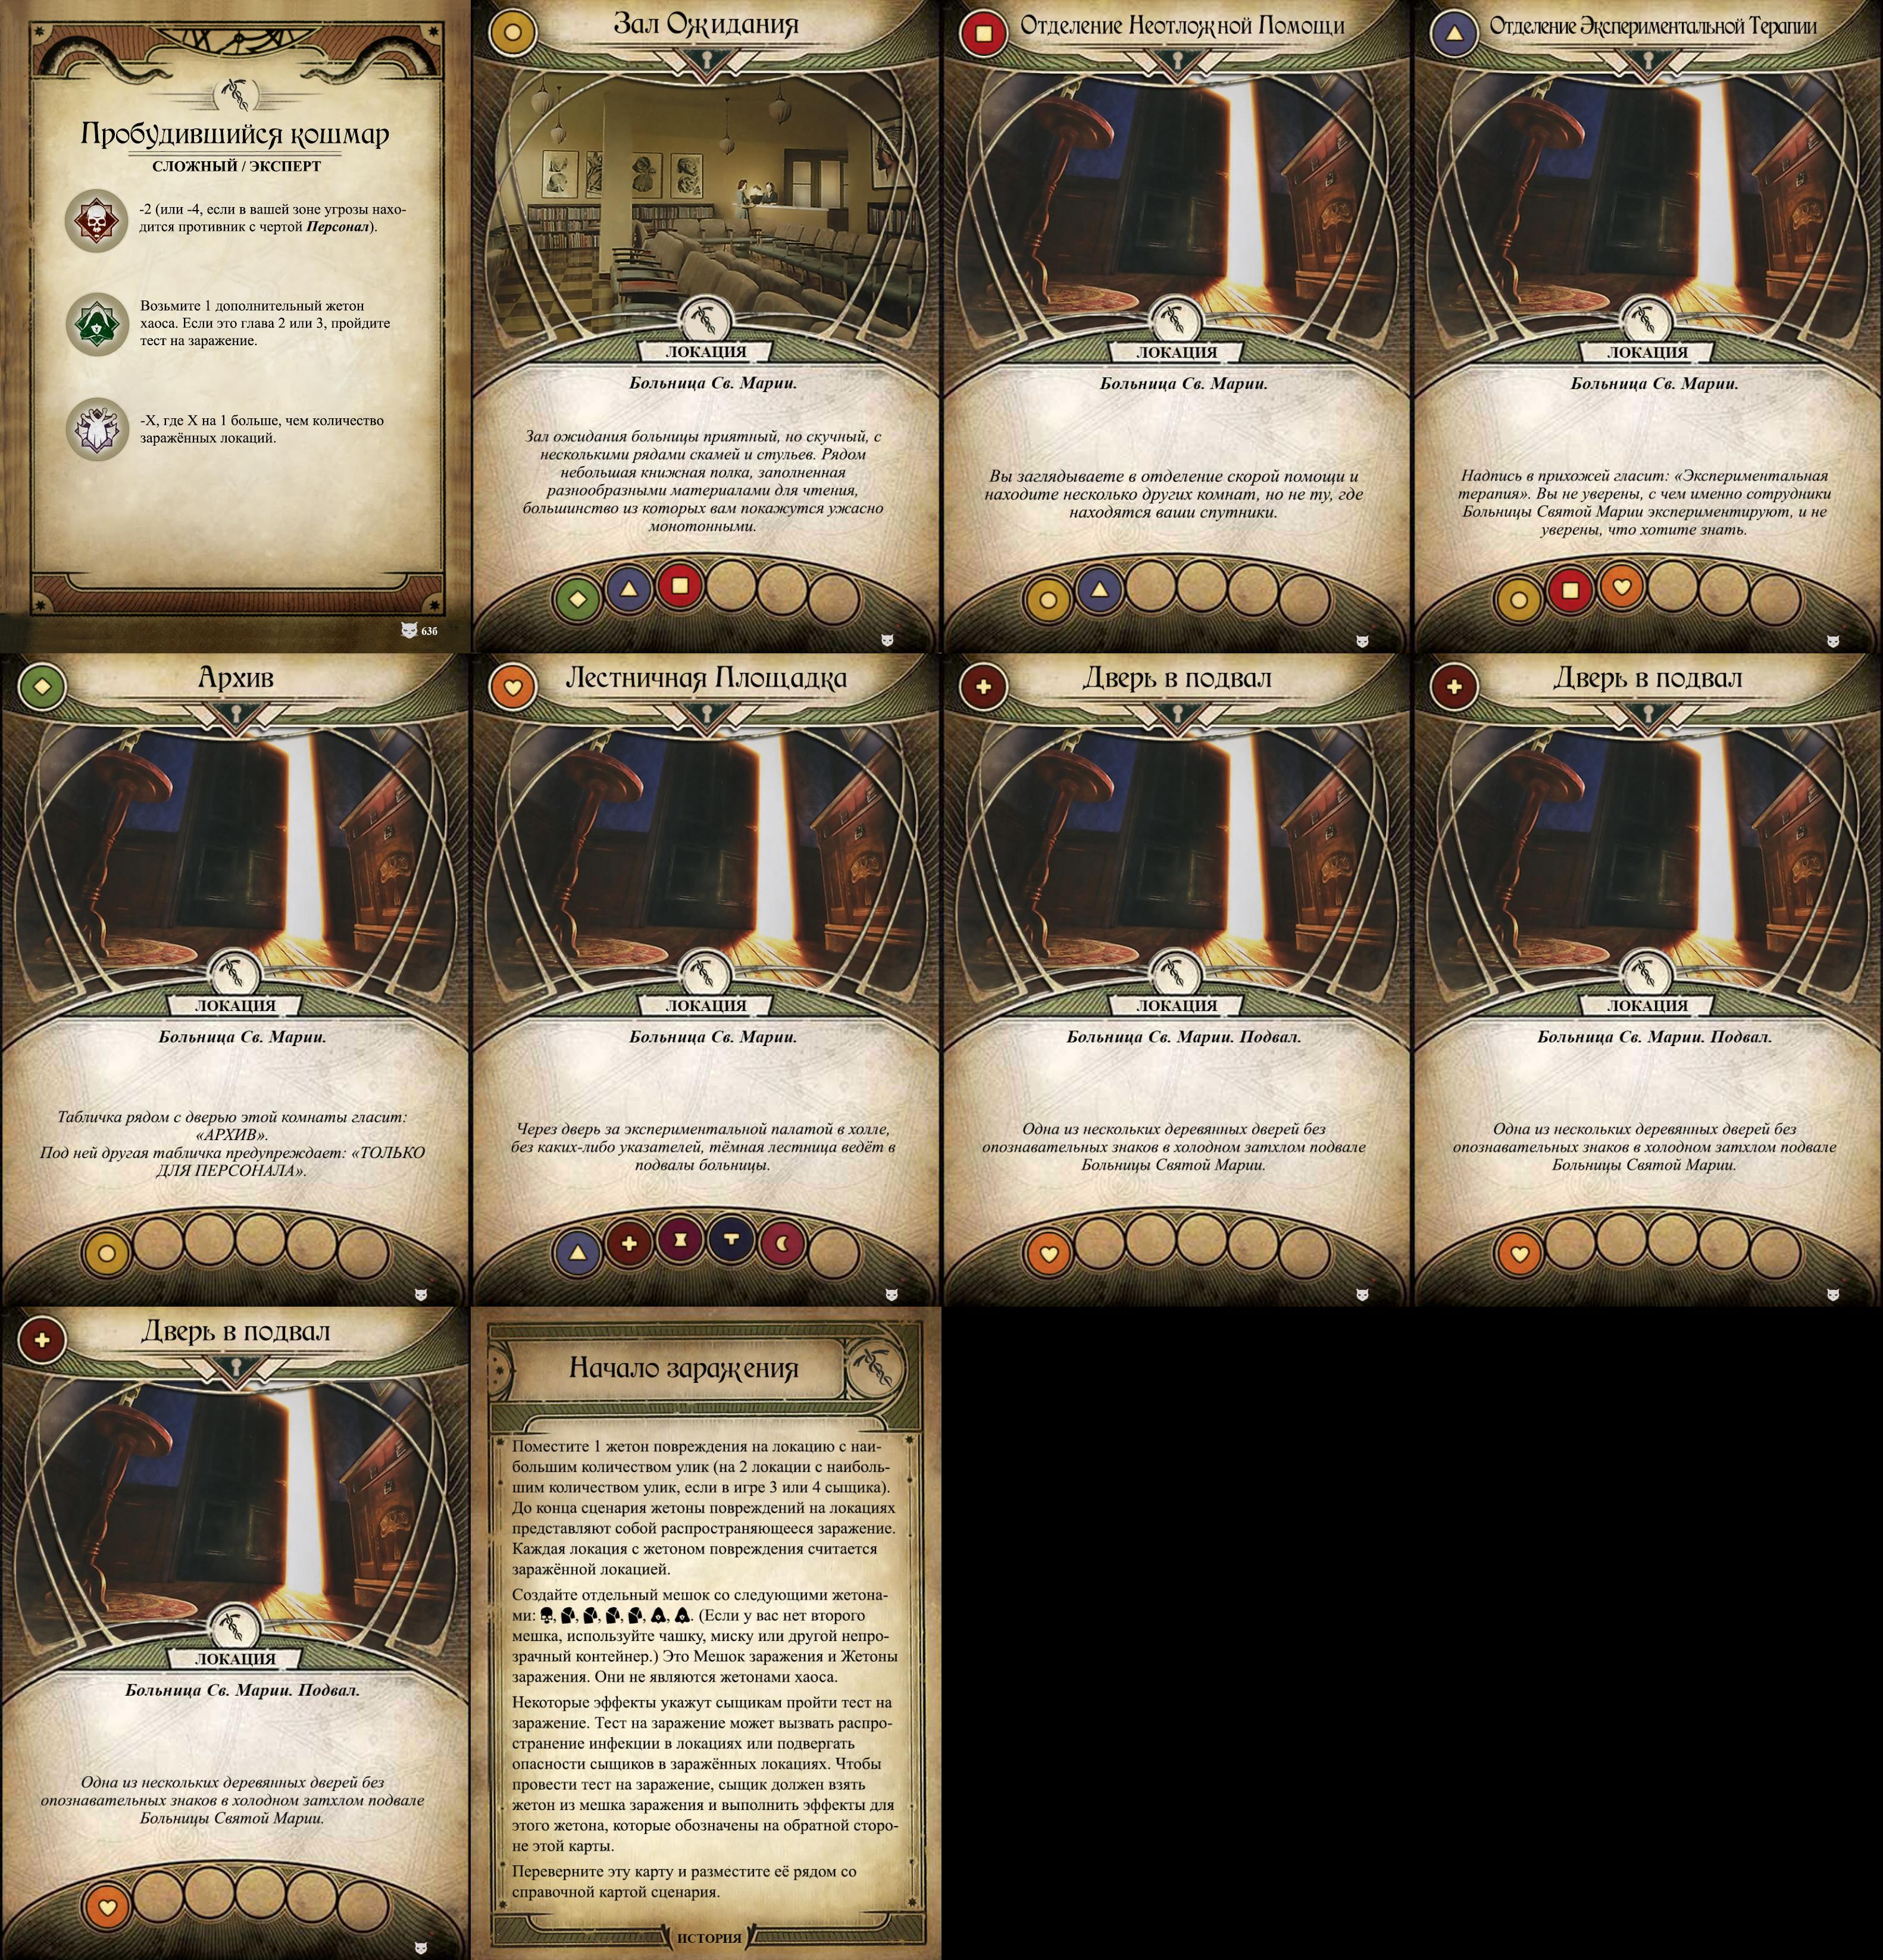 Пробудившийся кошмар
СЛОЖНЫЙ / ЭКСПЕРТ
-2 (или -4, если в вашей зоне угрозы нахо-
дится противник с чертой Персонал).
Возьмите 1 дополнительный жетон
хаоса. Если это глава 2 или 3, пройдите
тест на заражение.
-X, где X на 1 больше, чем количество
заражённых локаций.
63б
Зал Ожидания
ЛОКАЦИЯ
Больница Св. Марии.
Зал ожидания больницы приятный, но скучный, с
несколькими рядами скамей и стульев. Рядом
небольшая книжная полка, заполненная
разнообразными материалами для чтения,
большинство из которых вам покажутся ужасно
монотонными.
Отделение Неотложной Помощи
ЛОКАЦИЯ
Больница Св. Марии.
Вы заглядываете в отделение скорой помощи и
находите несколько других комнат, но не ту, где
находятся ваши спутники.
Отделение Экспериментальной Терапии
ЛОКАЦИЯ
Больница Св. Марии.
Надпись в прихожей гласит: «Экспериментальная
терапия». Вы не уверены, с чем именно сотрудники
Больницы Святой Марии экспериментируют, и не
уверены, что хотите знать.
Архив
ЛОКАЦИЯ
Больница Св. Марии.
Табличка рядом с дверью этой комнаты гласит:
«АРХИВ».
Под ней другая табличка предупреждает: «ТОЛЬКО
ДЛЯ ПЕРСОНАЛА».
Лестничная Площадка
ЛОКАЦИЯ
Больница Св. Марии.
Через дверь за экспериментальной палатой в холле,
без каких-либо указателей, тёмная лестница ведёт в
подвалы больницы.
Дверь в подвал
ЛОКАЦИЯ
Больница Св. Марии. Подвал.
Одна из нескольких деревянных дверей без
опознавательных знаков в холодном затхлом подвале
Больницы Святой Марии.
Дверь в подвал
ЛОКАЦИЯ
Больница Св. Марии. Подвал.
Одна из нескольких деревянных дверей без
опознавательных знаков в холодном затхлом подвале
Больницы Святой Марии.
Дверь в подвал
ЛОКАЦИЯ
Больница Св. Марии. Подвал.
Одна из нескольких деревянных дверей без
опознавательных знаков в холодном затхлом подвале
Больницы Святой Марии.
Начало заражения
Поместите 1 жетон повреждения на локацию с наи-
большим количеством улик (на 2 локации с наиболь-
шим количеством улик, если в игре 3 или 4 сыщика).
До конца сценария жетоны повреждений на локациях
представляют собой распространяющееся заражение.
Каждая локация с жетоном повреждения считается
заражённой локацией.
Создайте отдельный мешок со следующими жетона-
ми: , , , , , , . (Если у вас нет второго
мешка, используйте чашку, миску или другой непро-
зрачный контейнер.) Это Мешок заражения и Жетоны
заражения. Они не являются жетонами хаоса.
Некоторые эффекты укажут сыщикам пройти тест на
заражение. Тест на заражение может вызвать распро-
странение инфекции в локациях или подвергать
опасности сыщиков в заражённых локациях. Чтобы
провести тест на заражение, сыщик должен взять
жетон из мешка заражения и выполнить эффекты для
этого жетона, которые обозначены на обратной сторо-
не этой карты.
Переверните эту карту и разместите её рядом со
справочной картой сценария.
ИСТОРИЯ